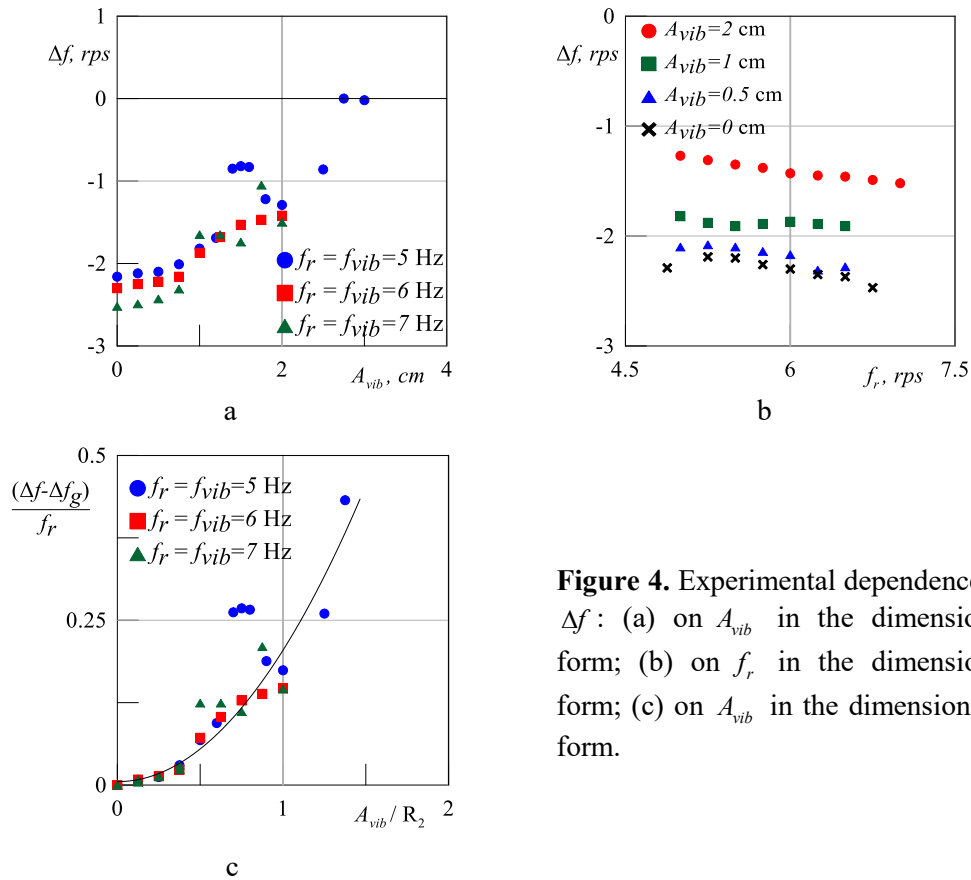 1
Δf, rps
0
-1
-2
-3
f_r = f_vib=5 Hz
f_r = f_vib=6 Hz
f_r = f_vib=7 Hz
0 2 4
A_vib, cm
a
-0
Δf, rps
-1
-2
-3
A_vib=2 cm
A_vib=1 cm
A_vib=0.5 cm
A_vib=0 cm
4.5 6 7.5
f_r, rps
b
0.5
(Δf-Δf_g)
f_r
0.25
0
f_r = f_vib=5 Hz
f_r = f_vib=6 Hz
f_r = f_vib=7 Hz
0 1 2
A_vib / R_2
c
Figure 4. Experimental dependenc
Δf : (a) on A_vib in the dimensio
form; (b) on f_r in the dimensio
form; (c) on A_vib in the dimension
form.